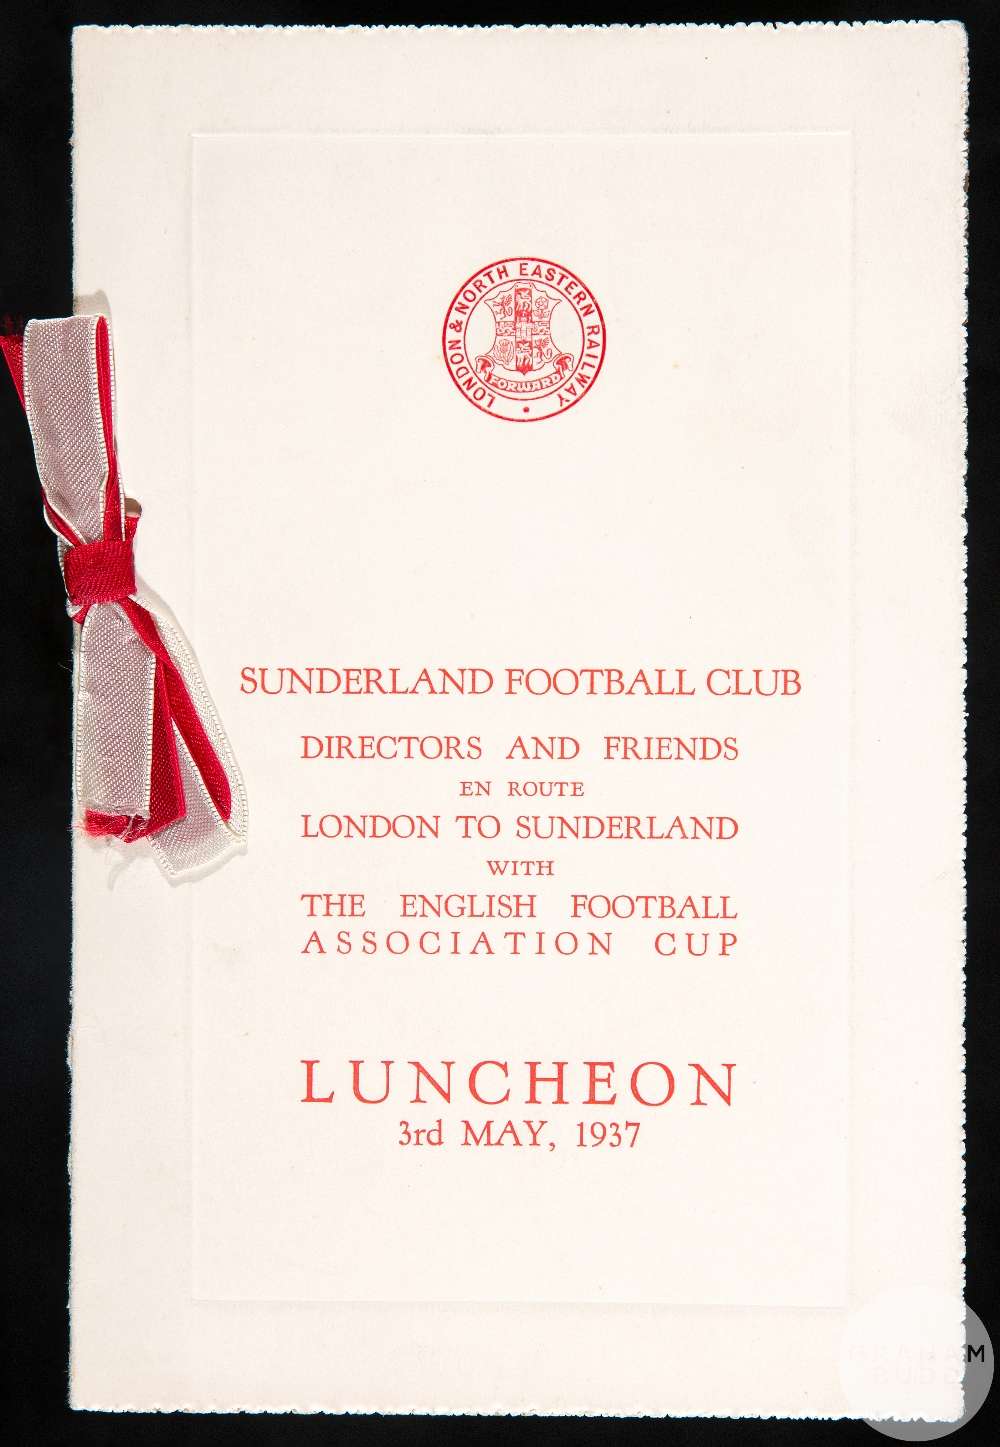 LONDON & NORTH EASTERN RAILWAY
FORWARD
SUNDERLAND FOOTBALL CLUB
DIRECTORS AND FRIENDS
EN ROUTE
LONDON TO SUNDERLAND
WITH
THE ENGLISH FOOTBALL
ASSOCIATION CUP
LUNCHEON
3rd MAY, 1937